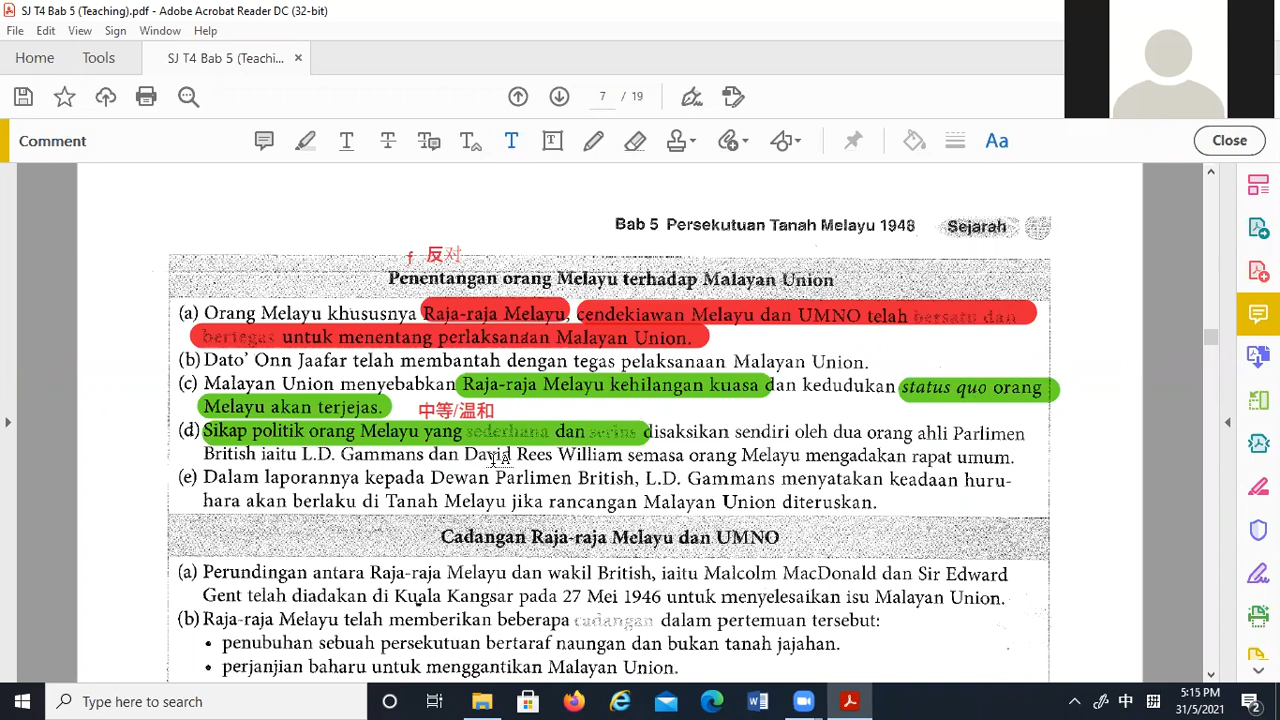 SJ T4 Bab 5 (Teaching).pdf - Adobe Acrobat Reader DC (32-bit)
File Edit View Sign Window Help
Home Tools SJ T4 Bab 5 (Teachi... ×
7 / 19
Comment
Close
Bab 5 Persekutuan Tanah Melayu 1948 Sejarah
f 反对
Penentangan orang Melayu terhadap Malayan Union
(a) Orang Melayu khususnya Raja-raja Melayu, cendekiawan Melayu dan UMNO telah bersatu dan
bertegas untuk menentang perlaksanaan Malayan Union.
(b) Dato' Onn Jaafar telah membantah dengan tegas pelaksanaan Malayan Union.
(c) Malayan Union menyebabkan Raja-raja Melayu kehilangan kuasa dan kedudukan status quo orang
Melayu akan terjejas.
中等/温和
(d) Sikap politik orang Melayu yang sederhana dan serius disaksikan sendiri oleh dua orang ahli Parlimen
British iaitu L.D. Gammans dan David Rees William semasa orang Melayu mengadakan rapat umum.
(e) Dalam laporannya kepada Dewan Parlimen British, L.D. Gammans menyatakan keadaan huru-
hara akan berlaku di Tanah Melayu jika rancangan Malayan Union diteruskan.
Cadangan Raja-raja Melayu dan UMNO
(a) Perundingan antara Raja-raja Melayu dan wakil British, iaitu Malcolm MacDonald dan Sir Edward
Gent telah diadakan di Kuala Kangsar pada 27 Mei 1946 untuk menyelesaikan isu Malayan Union.
(b) Raja-raja Melayu telah memberikan beberapa cadangan dalam pertemuan tersebut:
• penubuhan sebuah persekutuan bertaraf naungan dan bukan tanah jajahan.
• perjanjian baharu untuk menggantikan Malayan Union.
Type here to search
中 拼
5:15 PM
31/5/2021
2